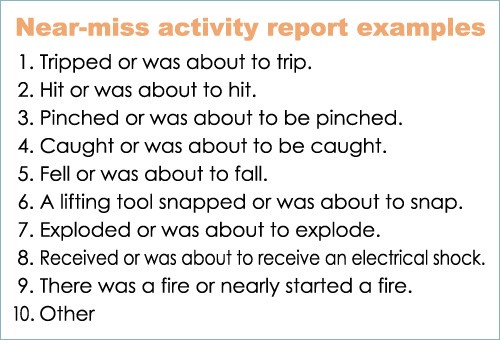 Near-miss activity report examples
1. Tripped or was about to trip.
2. Hit or was about to hit.
3. Pinched or was about to be pinched.
4. Caught or was about to be caught.
5. Fell or was about to fall.
6. A lifting tool snapped or was about to snap.
7. Exploded or was about to explode.
8. Received or was about to receive an electrical shock.
9. There was a fire or nearly started a fire.
10. Other